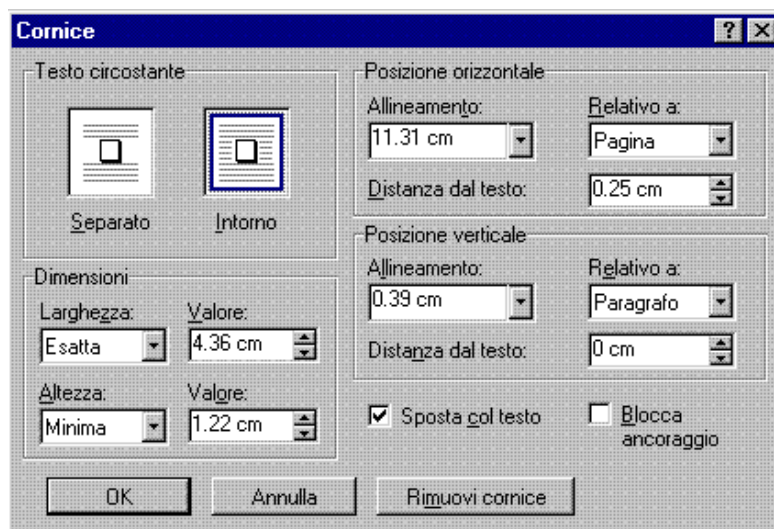 Cornice
Testo circostante
Separato
Intorno
Dimensioni
Larghezza:
Valore:
Esatta
4.36 cm
Altezza:
Valore:
Minima
1.22 cm
Posizione orizzontale
Allineamento:
Relativo a:
11.31 cm
Pagina
Distanza dal testo:
0.25 cm
Posizione verticale
Allineamento:
Relativo a:
0.39 cm
Paragrafo
Distanza dal testo:
0 cm
Sposta col testo
Blocca
ancoraggio
OK
Annulla
Rimuovi cornice